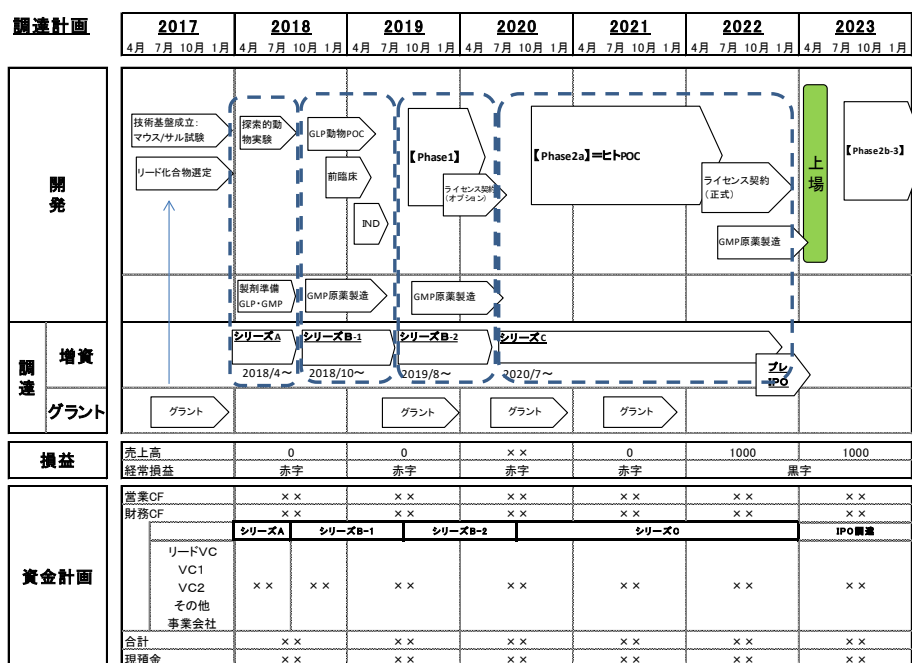 調達計画
2017 2018 2019 2020 2021 2022 2023
4月 7月 10月 1月 4月 7月 10月 1月 4月 7月 10月 1月 4月 7月 10月 1月 4月 7月 10月 1月 4月 7月 10月 1月 4月 7月 10月 1月
開発
技術基盤成立:
マウス/サル試験
リード化合物選定
探索的動
物実験
GLP動物POC
前臨床
IND
【Phase1】
ライセンス契約
(オプション)
【Phase2a】=ヒトPOC
ライセンス契約
(正式)
GMP原薬製造
上場
【Phase2b-3】
製剤準備
GLP・GMP
GMP原薬製造
GMP原薬製造
調達
増資
シリーズA
2018/4～
シリーズB-1
2018/10～
シリーズB-2
2019/8～
シリーズC
2020/7～
プレ
IPO
グラント
グラント
グラント
グラント
グラント
損益
売上高 0 0 ×× 0 1000 1000
経常損益 赤字 赤字 赤字 赤字 黒字
資金計画
営業CF ×× ×× ×× ×× ×× ××
財務CF ×× ×× ×× ×× ×× ××
シリーズA シリーズB-1 シリーズB-2 シリーズC IPO調達
リードVC
VC1
VC2 ×× ×× ×× ×× ×× ×× ××
その他
事業会社
合計 ×× ×× ×× ×× ×× ××
現預金 ×× ×× ×× ×× ×× ××